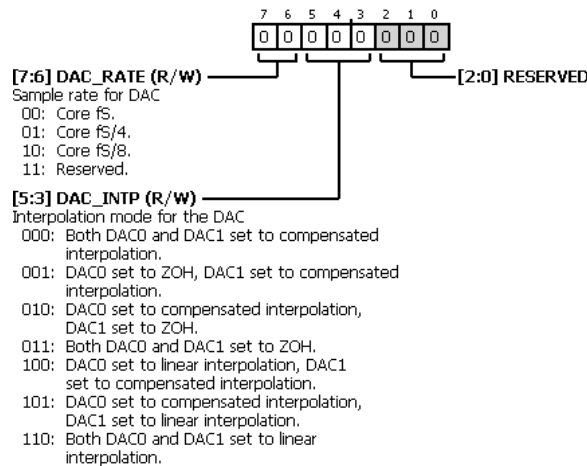 7 6 5 4 3 2 1 0
0 0 0 0 0 0 0 0
[7:6] DAC_RATE (R/W)
[2:0] RESERVED
Sample rate for DAC
00: Core fS.
01: Core fS/4.
10: Core fS/8.
11: Reserved.
[5:3] DAC_INTP (R/W)
Interpolation mode for the DAC
000: Both DAC0 and DAC1 set to compensated
interpolation.
001: DAC0 set to ZOH, DAC1 set to compensated
interpolation.
010: DAC0 set to compensated interpolation,
DAC1 set to ZOH.
011: Both DAC0 and DAC1 set to ZOH.
100: DAC0 set to linear interpolation, DAC1
set to compensated interpolation.
101: DAC0 set to compensated interpolation,
DAC1 set to linear interpolation.
110: Both DAC0 and DAC1 set to linear
interpolation.